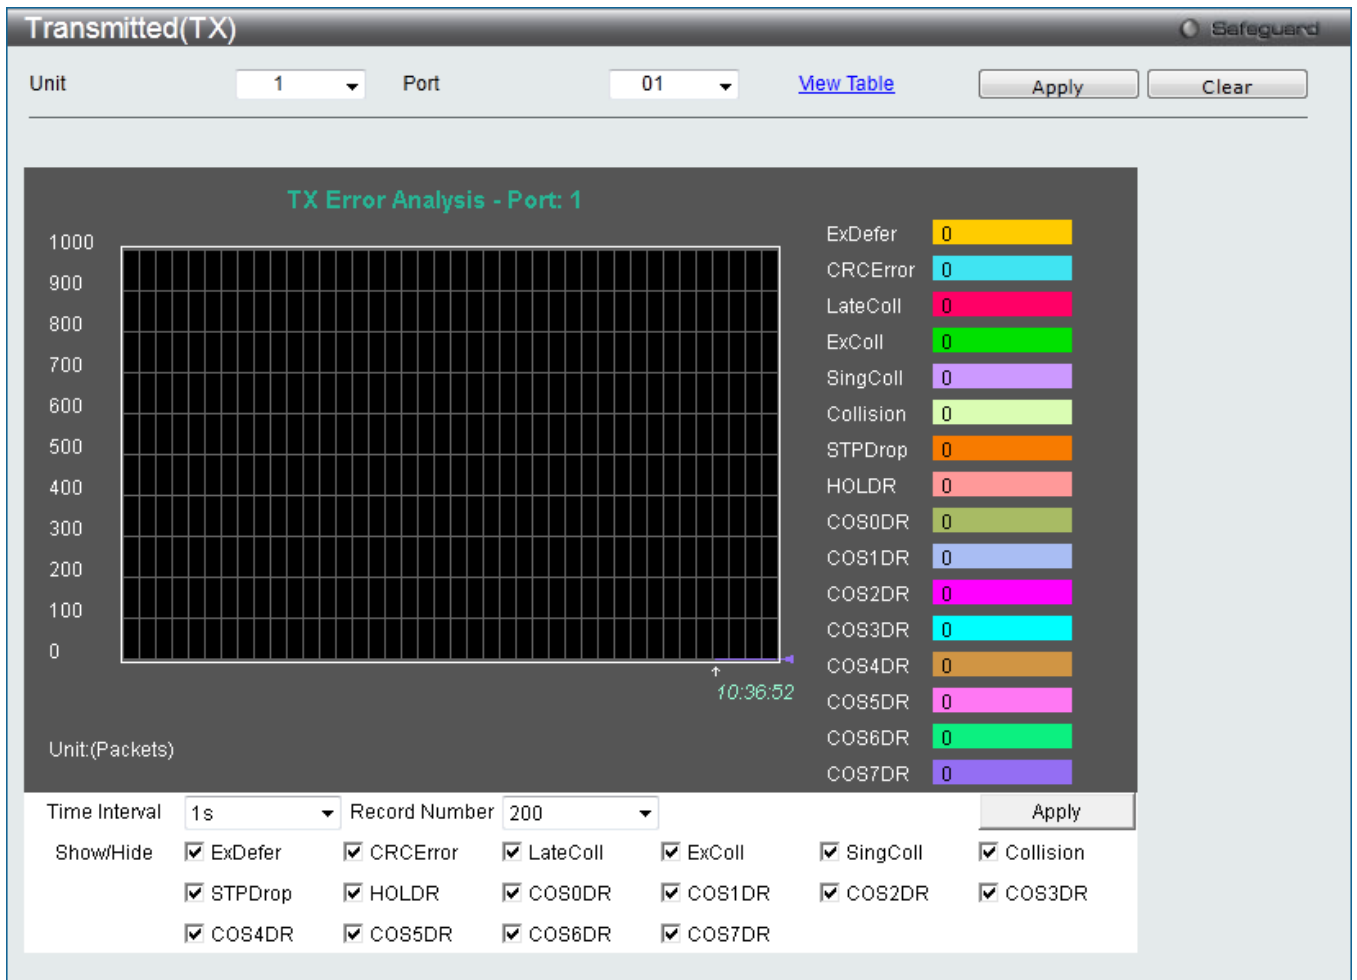 Transmitted(TX) Safeguard
Unit 1 Port 01 View Table Apply Clear
TX Error Analysis - Port: 1
1000
900
800
700
600
500
400
300
200
100
0
10:36:52
Unit:(Packets)
ExDefer 0
CRCError 0
LateColl 0
ExColl 0
SingColl 0
Collision 0
STPDrop 0
HOLDR 0
COS0DR 0
COS1DR 0
COS2DR 0
COS3DR 0
COS4DR 0
COS5DR 0
COS6DR 0
COS7DR 0
Time Interval 1s Record Number 200 Apply
Show/Hide ExDefer CRCError LateColl ExColl SingColl Collision
STPDrop HOLDR COS0DR COS1DR COS2DR COS3DR
COS4DR COS5DR COS6DR COS7DR